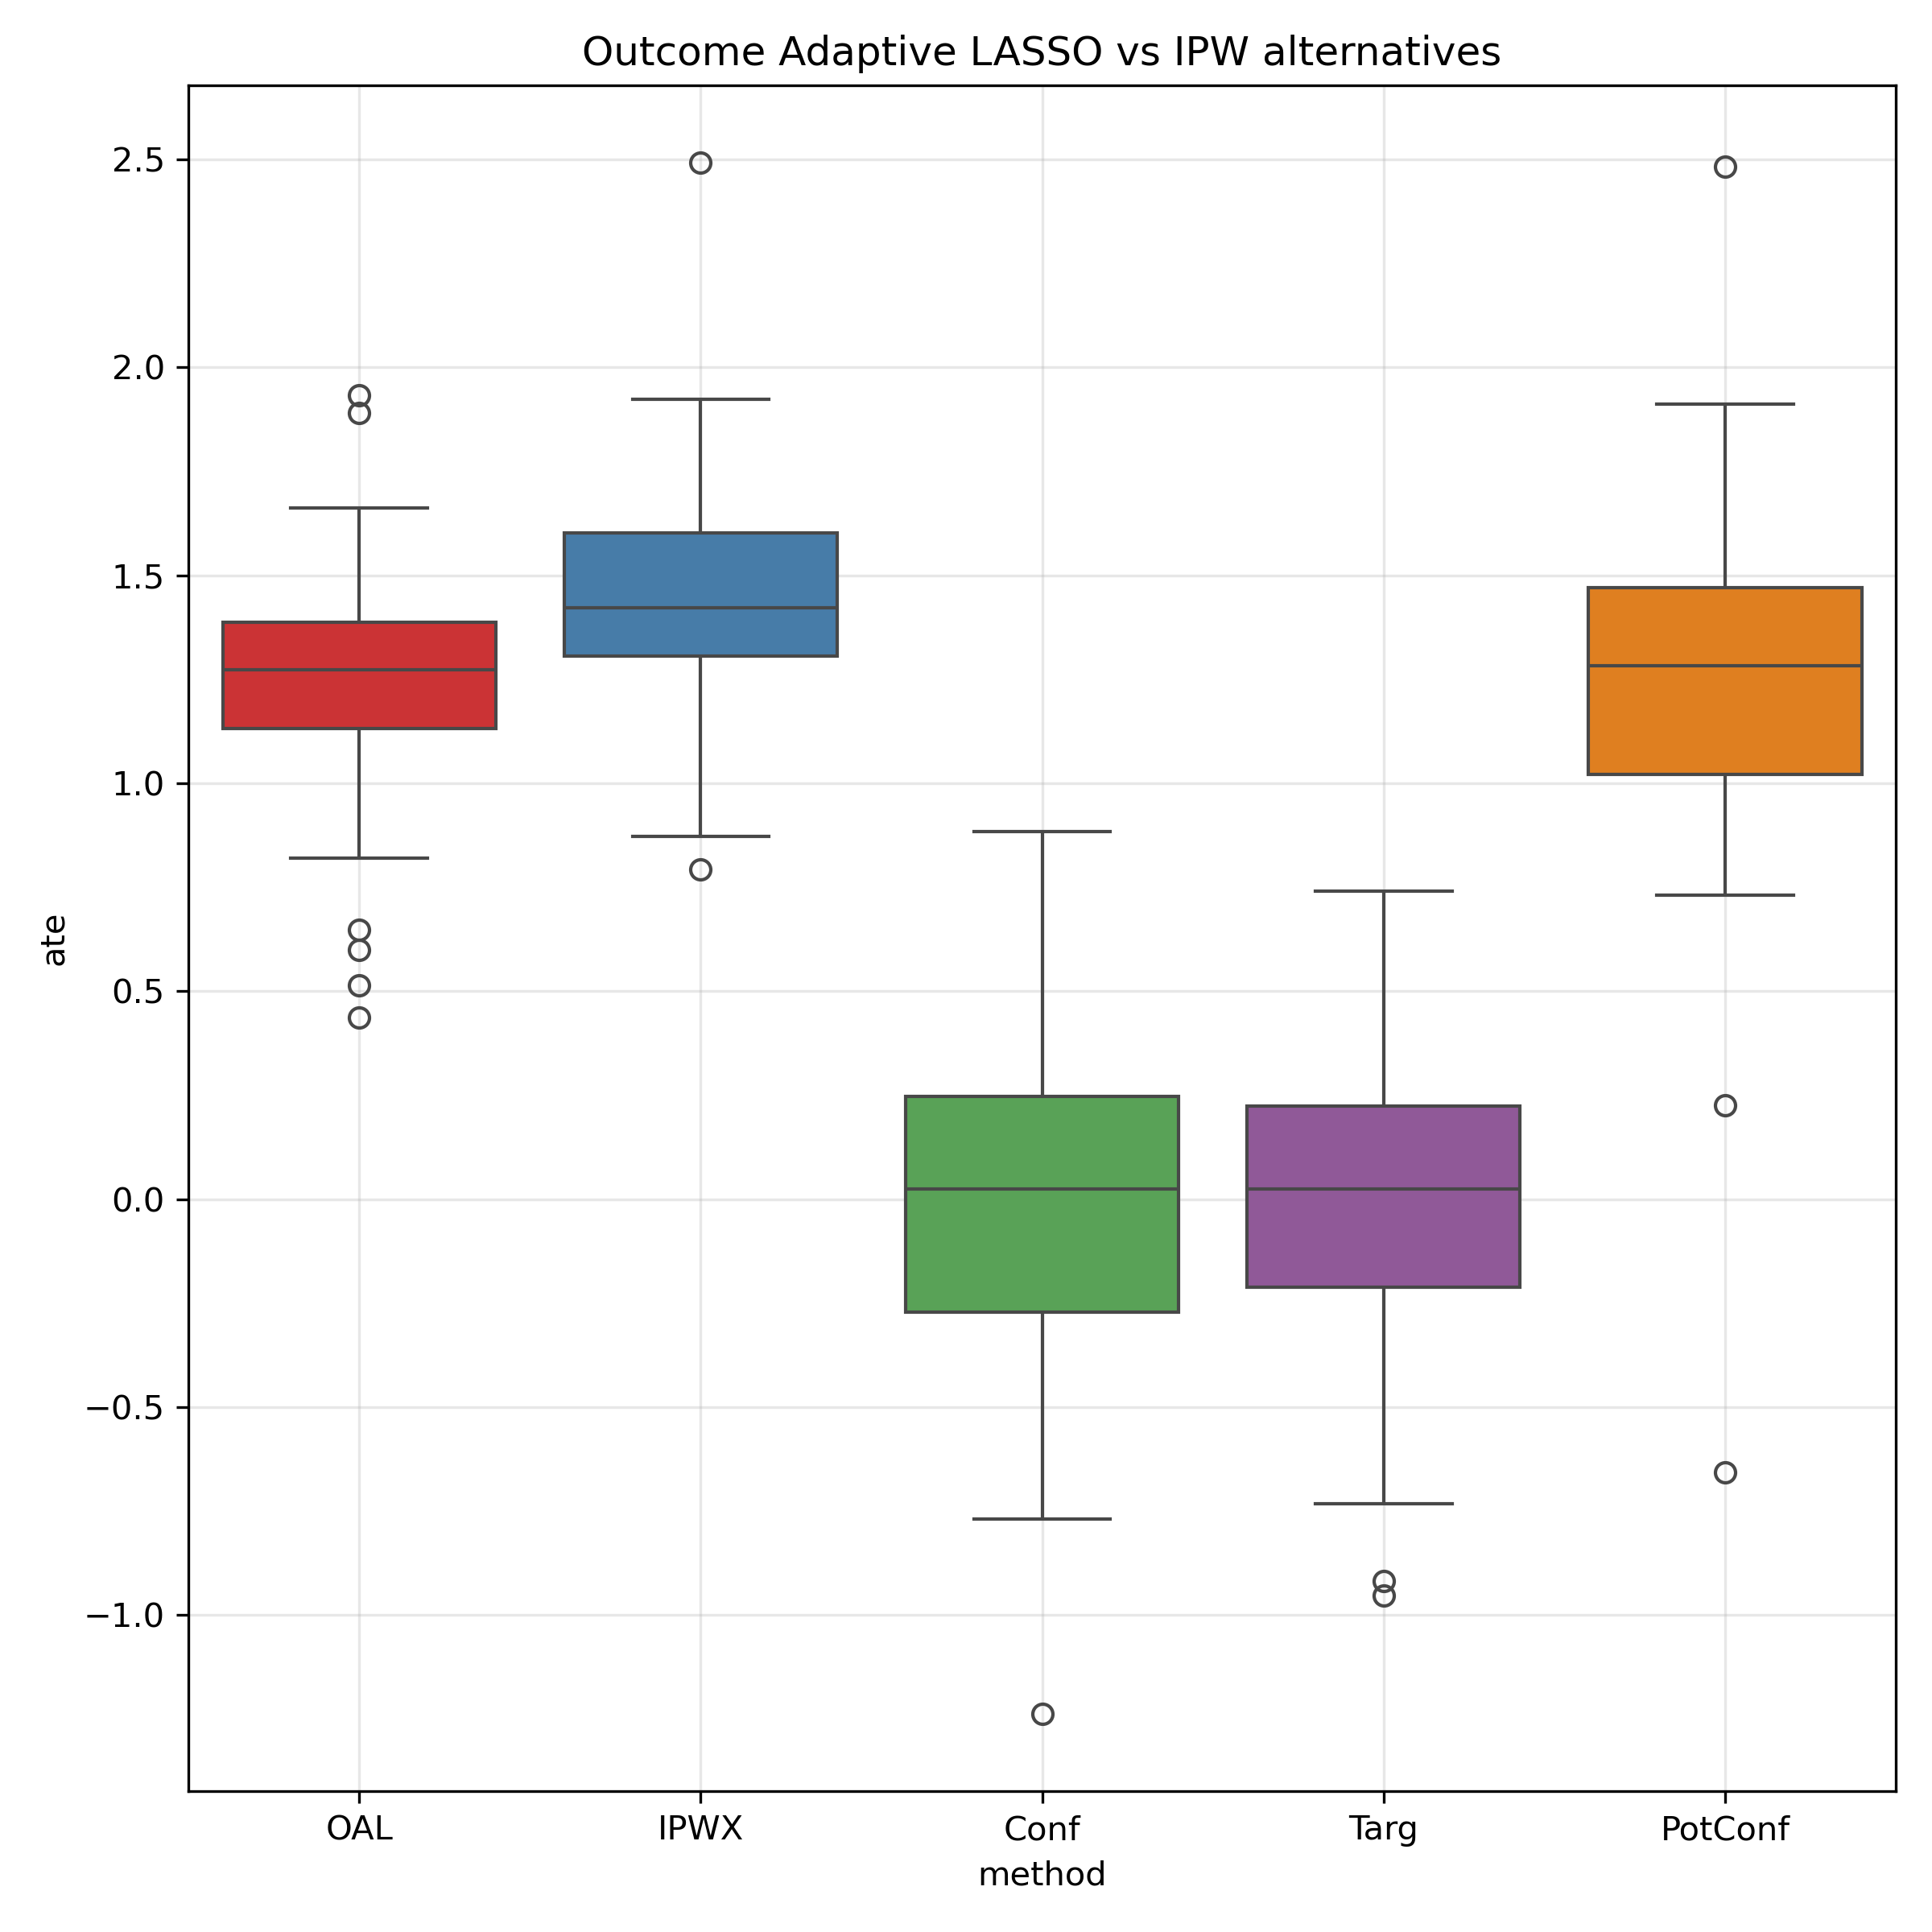 Outcome Adaptive LASSO vs IPW alternatives
2.5
2.0
1.5
1.0
0.5
0.0
−0.5
−1.0
ate
OAL IPWX Conf Targ PotConf
method